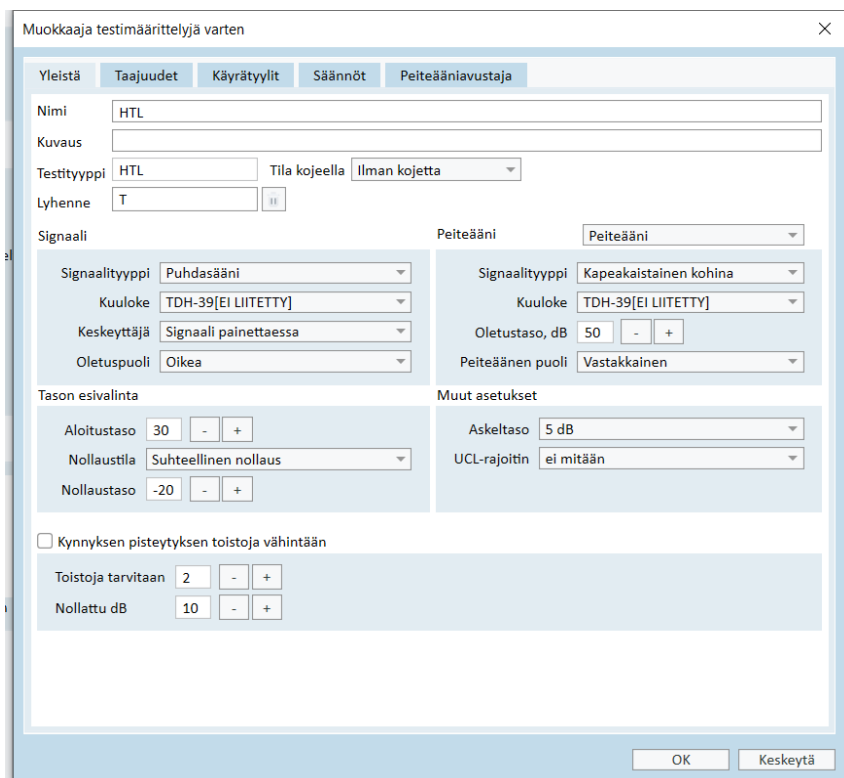 Muokkaaja testimäärittelyjä varten
Yleistä Taajuudet Käyrätyylit Säännöt Peiteääniavustaja
Nimi HTL
Kuvaus
Testityyppi HTL Tila kojeella Ilman kojetta
Lyhenne T
Signaali
Signaalityyppi Puhdasääni
Kuuloke TDH-39[EI LIITETTY]
Keskeyttäjä Signaali painettaessa
Oletuspuoli Oikea
Peiteääni Peiteääni
Signaalityyppi Kapeakaistainen kohina
Kuuloke TDH-39[EI LIITETTY]
Oletustaso, dB 50 - +
Peiteäänen puoli Vastakkainen
Tason esivalinta
Aloitustaso 30 - +
Nollaustila Suhteellinen nollaus
Nollaustaso -20 - +
Muut asetukset
Askeltaso 5 dB
UCL-rajoitin ei mitään
Kynnyksen pisteytyksen toistoja vähintään
Toistoja tarvitaan 2 - +
Nollattu dB 10 - +
OK Keskeytä